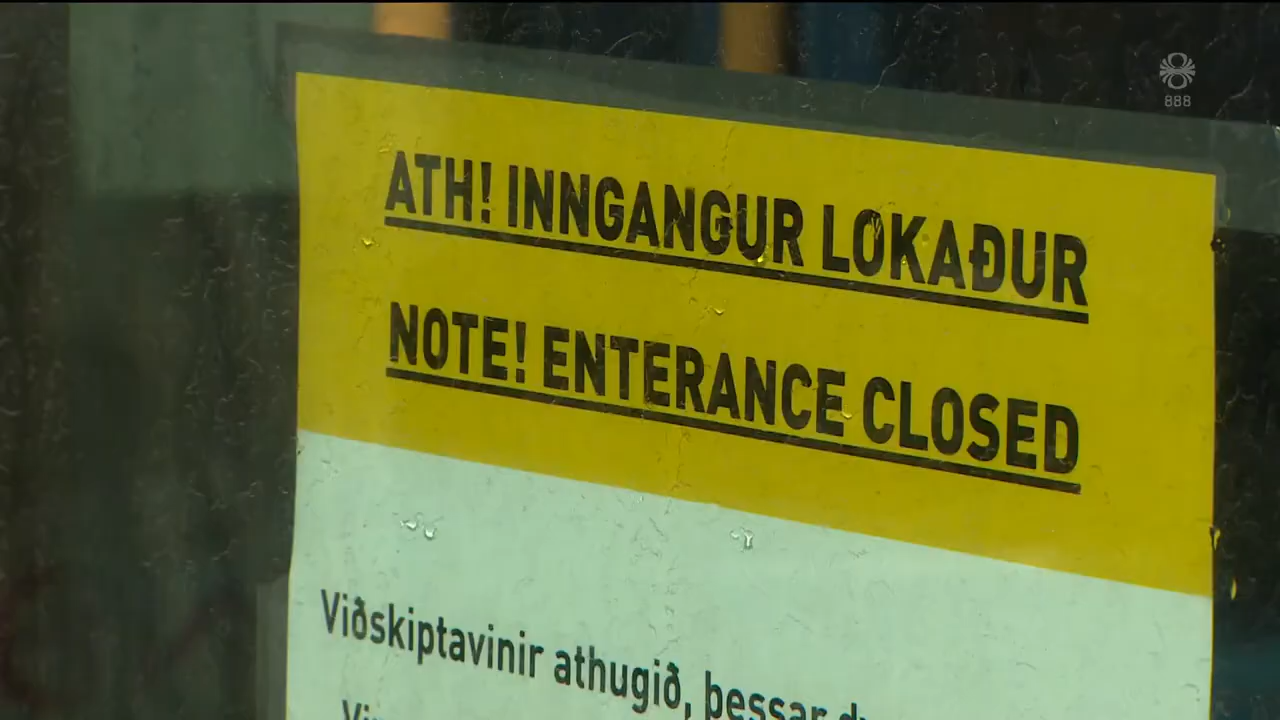 888
ATH! INNGANGUR LOKAÐUR
NOTE! ENTERANCE CLOSED
Viðskiptavinir athugið, þessar